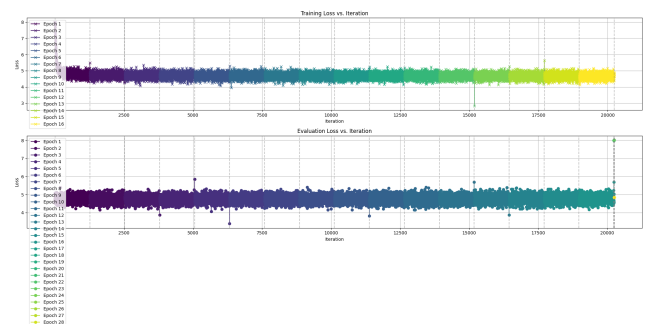 Training Loss vs. Iteration
8
7
6
5
4
3
Loss
Epoch 1
Epoch 2
Epoch 3
Epoch 4
Epoch 5
Epoch 6
Epoch 7
Epoch 8
Epoch 9
Epoch 10
Epoch 11
Epoch 12
Epoch 13
Epoch 14
Epoch 15
Epoch 16
2500 5000 7500 10000 12500 15000 17500 20000
Iteration
Evaluation Loss vs. Iteration
8
7
6
5
4
Loss
Epoch 1
Epoch 2
Epoch 3
Epoch 4
Epoch 5
Epoch 6
Epoch 7
Epoch 8
Epoch 9
Epoch 10
Epoch 11
Epoch 12
Epoch 13
Epoch 14
Epoch 15
Epoch 16
Epoch 17
Epoch 18
Epoch 19
Epoch 20
Epoch 21
Epoch 22
Epoch 23
Epoch 24
Epoch 25
Epoch 26
Epoch 27
Epoch 28
2500 5000 7500 10000 12500 15000 17500 20000
Iteration